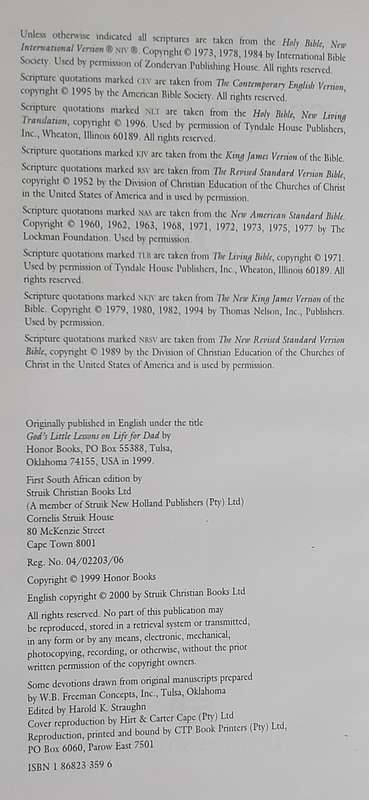 Unless otherwise indicated all scriptures are taken from the Holy Bible, New
International Version ® NIV ®. Copyright © 1973, 1978, 1984 by International Bible
Society. Used by permission of Zondervan Publishing House. All rights reserved.
Scripture quotations marked CEV are taken from The Contemporary English Version,
copyright © 1995 by the American Bible Society. All rights reserved.
Scripture quotations marked NLT are taken from the Holy Bible, New Living
Translation, copyright © 1996. Used by permission of Tyndale House Publishers,
Inc., Wheaton, Illinois 60189. All rights reserved.
Scripture quotations marked KJV are taken from the King James Version of the Bible.
Scripture quotations marked RSV are taken from The Revised Standard Version Bible,
copyright © 1952 by the Division of Christian Education of the Churches of Christ
in the United States of America and is used by permission.
Scripture quotations marked NAS are taken from the New American Standard Bible.
Copyright © 1960, 1962, 1963, 1968, 1971, 1972, 1973, 1975, 1977 by The
Lockman Foundation. Used by permission.
Scripture quotations marked TLB are taken from The Living Bible, copyright © 1971.
Used by permission of Tyndale House Publishers, Inc., Wheaton, Illinois 60189. All
rights reserved.
Scripture quotations marked NKJV are taken from The New King James Version of the
Bible. Copyright © 1979, 1980, 1982, 1994 by Thomas Nelson, Inc., Publishers.
Used by permission.
Scripture quotations marked NRSV are taken from The New Revised Standard Version
Bible, copyright © 1989 by the Division of Christian Education of the Churches of
Christ in the United States of America and is used by permission.
Originally published in English under the title
God's Little Lessons on Life for Dad by
Honor Books, PO Box 55388, Tulsa,
Oklahoma 74155, USA in 1999.
First South African edition by
Struik Christian Books Ltd
(A member of Struik New Holland Publishers (Pty) Ltd)
Cornelis Struik House
80 McKenzie Street
Cape Town 8001
Reg. No. 04/02203/06
Copyright © 1999 Honor Books
English copyright © 2000 by Struik Christian Books Ltd
All rights reserved. No part of this publication may
be reproduced, stored in a retrieval system or transmitted,
in any form or by any means, electronic, mechanical,
photocopying, recording, or otherwise, without the prior
written permission of the copyright owners.
Some devotions drawn from original manuscripts prepared
by W.B. Freeman Concepts, Inc., Tulsa, Oklahoma
Edited by Harold K. Straughn
Cover reproduction by Hirt & Carter Cape (Pty) Ltd
Reproduction, printed and bound by CTP Book Printers (Pty) Ltd,
PO Box 6060, Parow East 7501
ISBN 1 86823 359 6